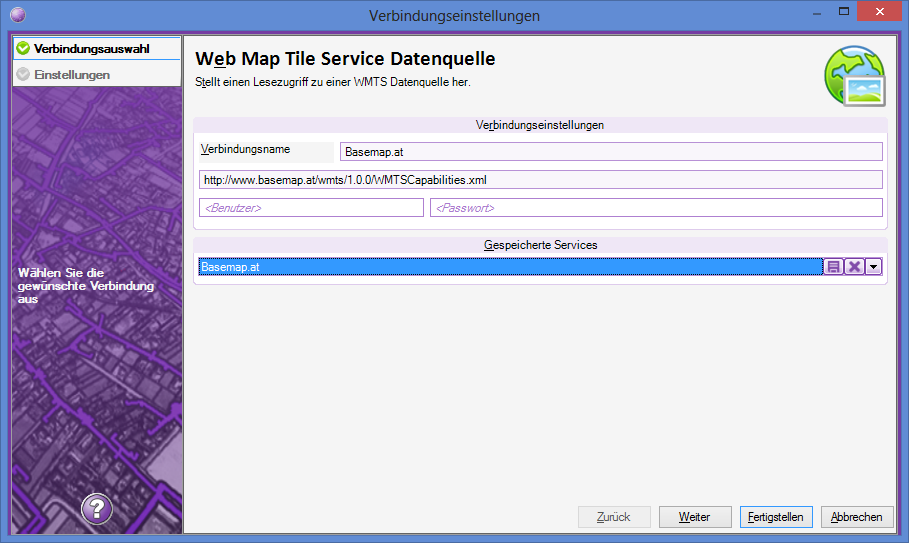 Verbindungseinstellungen
Verbindungsauswahl
Einstellungen
Wählen Sie die
gewünschte Verbindung
aus
?
Web Map Tile Service Datenquelle
Stellt einen Lesezugriff zu einer WMTS Datenquelle her.
Verbindungseinstellungen
Verbindungsname
Basemap.at
http://www.basemap.at/wmts/1.0.0/WMTSCapabilities.xml
<Benutzer> <Passwort>
Gespeicherte Services
Basemap.at
Zurück Weiter Fertigstellen Abbrechen